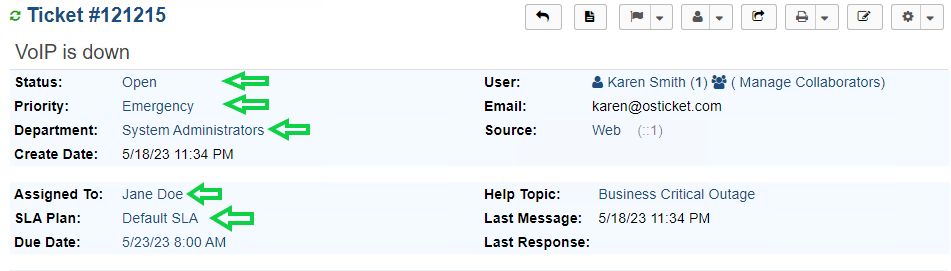 Ticket #121215
VoIP is down
Status: Open
Priority: Emergency
Department: System Administrators
Create Date: 5/18/23 11:34 PM
User: Karen Smith (1) ( Manage Collaborators)
Email: karen@osticket.com
Source: Web (::1)
Assigned To: Jane Doe
SLA Plan: Default SLA
Due Date: 5/23/23 8:00 AM
Help Topic: Business Critical Outage
Last Message: 5/18/23 11:34 PM
Last Response: